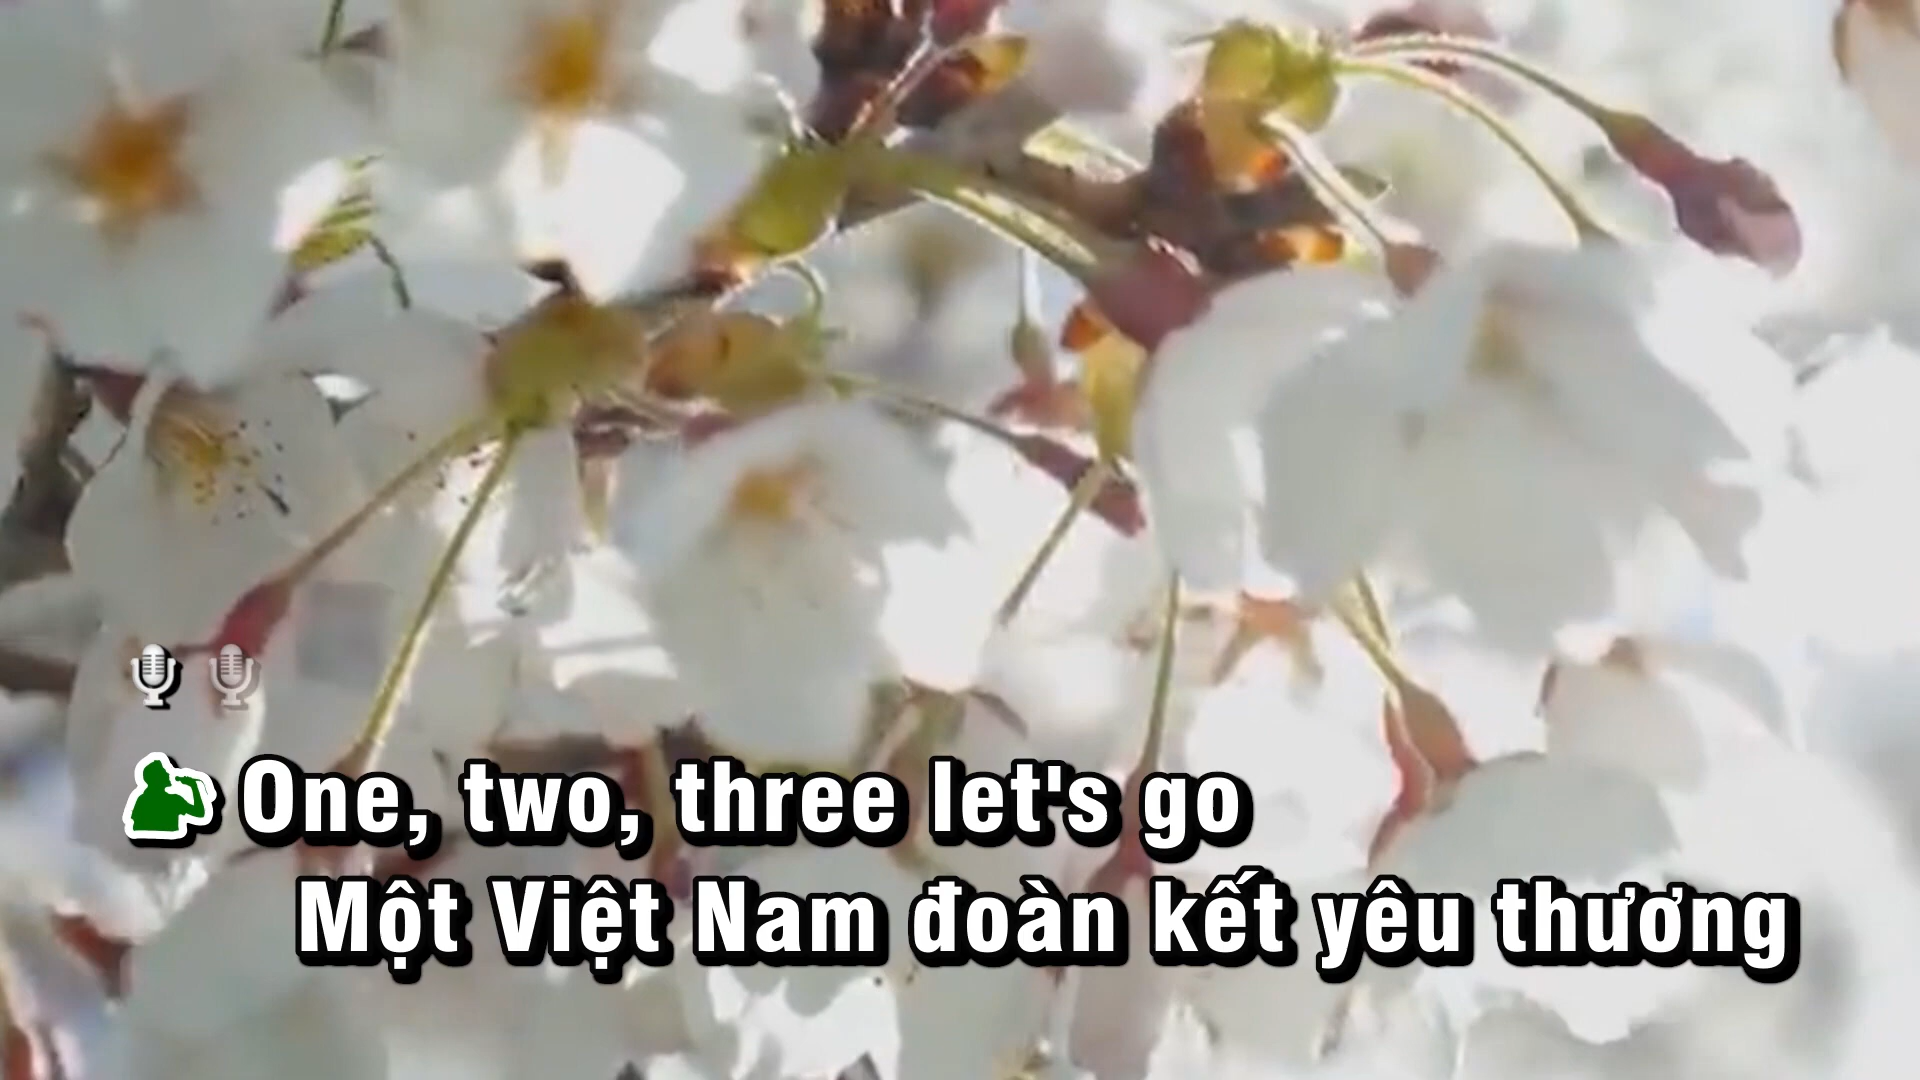 One, two, three let's go
Một Việt Nam đoàn kết yêu thương